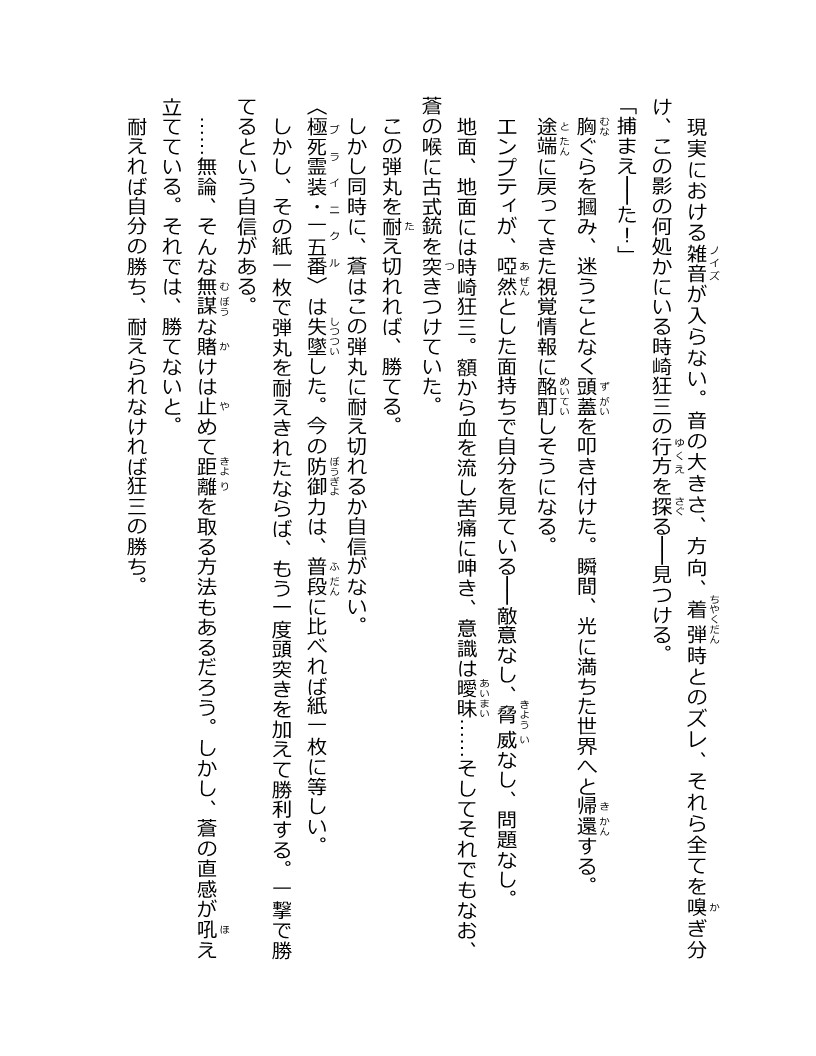 現実における雑音が入らない。音の大きさ、方向、着弾時とのズレ、それら全てを嗅ぎ分
け、この影の何処かにいる時崎狂三の行方を探る──見つける。
「捕まえ──た！」
胸ぐらを摑み、迷うことなく頭蓋を叩き付けた。瞬間、光に満ちた世界へと帰還する。
途端に戻ってきた視覚情報に酩酊しそうになる。
エンプティが、啞然とした面持ちで自分を見ている──敵意なし、脅威なし、問題なし。
地面、地面には時崎狂三。額から血を流し苦痛に呻き、意識は曖昧……そしてそれでもなお、
蒼の喉に古式銃を突きつけていた。
この弾丸を耐え切れれば、勝てる。
しかし同時に、蒼はこの弾丸に耐え切れるか自信がない。
〈極死霊装・一五番〉は失墜した。今の防御力は、普段に比べれば紙一枚に等しい。
しかし、その紙一枚で弾丸を耐えきれたならば、もう一度頭突きを加えて勝利する。一撃で勝
てるという自信がある。
……無論、そんな無謀な賭けは止めて距離を取る方法もあるだろう。しかし、蒼の直感が吼え
立てている。それでは、勝てないと。
耐えれば自分の勝ち、耐えられなければ狂三の勝ち。